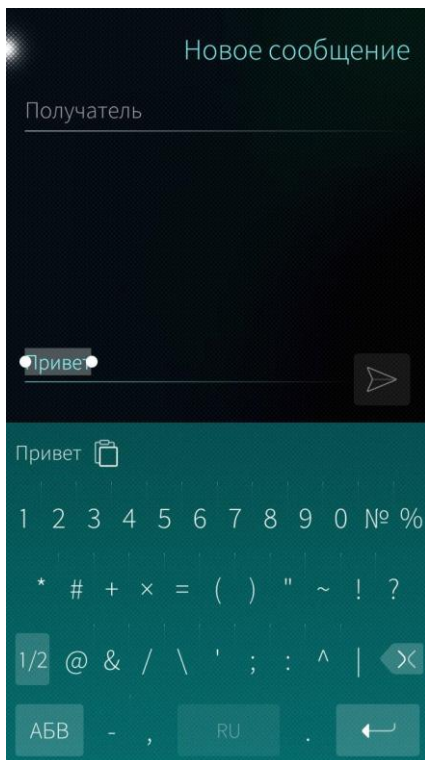 Новое сообщение
Получатель
Привет
Привет
1 2 3 4 5 6 7 8 9 0 № %
* # + × = ( ) " ~ ! ?
1/2 @ & / \ ' ; : ^ |
АБВ - , RU .